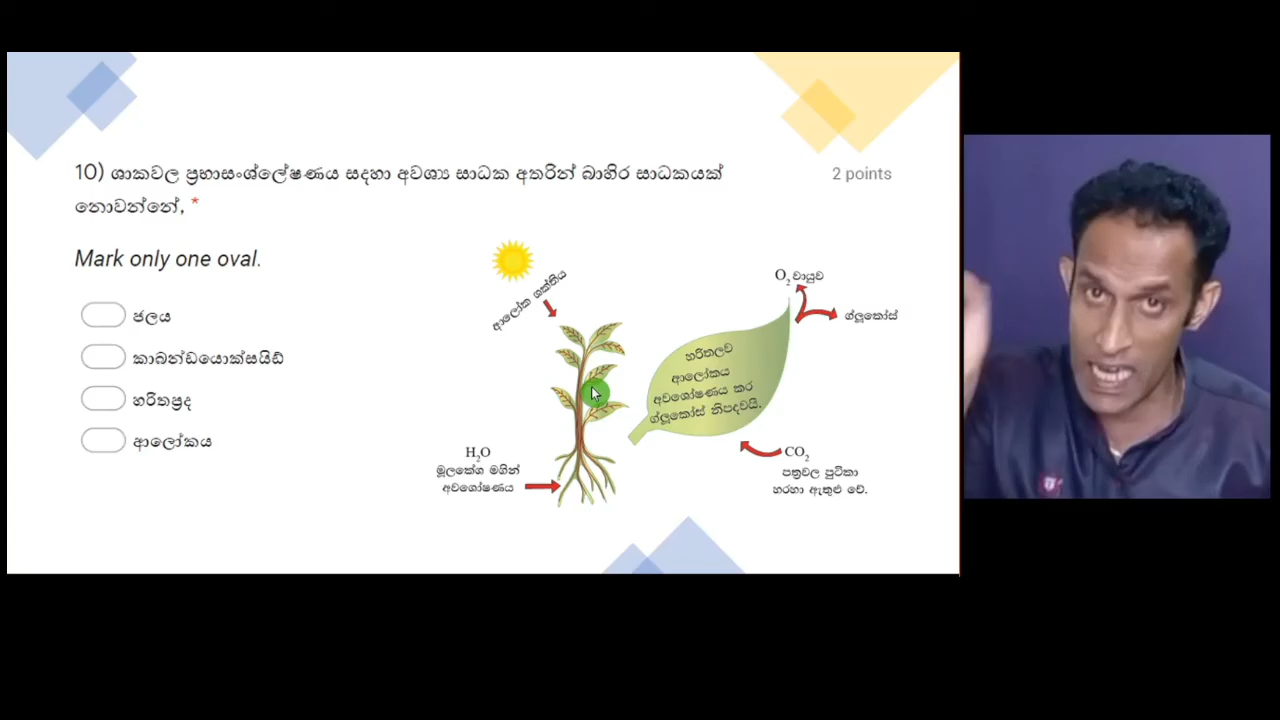 10) ශාකවල ප්‍රභාසංශ්ලේෂණය සදහා අවශ්‍ය සාධක අතරින් බාහිර සාධකයක්
නොවන්නේ, *
2 points
Mark only one oval.
ජලය
කාබන්ඩයොක්සයිඩ්
හරිතප්‍රද
ආලෝකය
ආලෝක ශක්තිය
O₂ වායුව
ග්ලූකෝස්
හරිතලව
ආලෝකය
අවශෝෂණය කර
ග්ලූකෝස් නිපදවයි.
H₂O
මූලකේශ මගින්
අවශෝෂණය
CO₂
පත්‍රවල පුටිකා
හරහා ඇතුළු වේ.